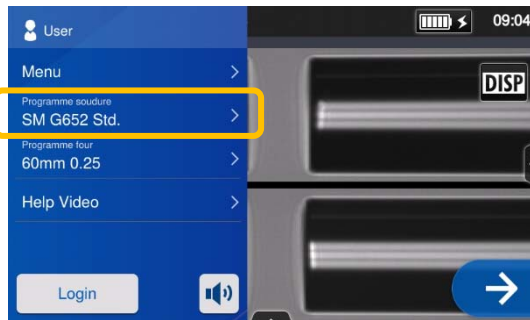 User
09:04
Menu
DISP
Programme soudure
SM G652 Std.
Programme four
60mm 0.25
Help Video
Login